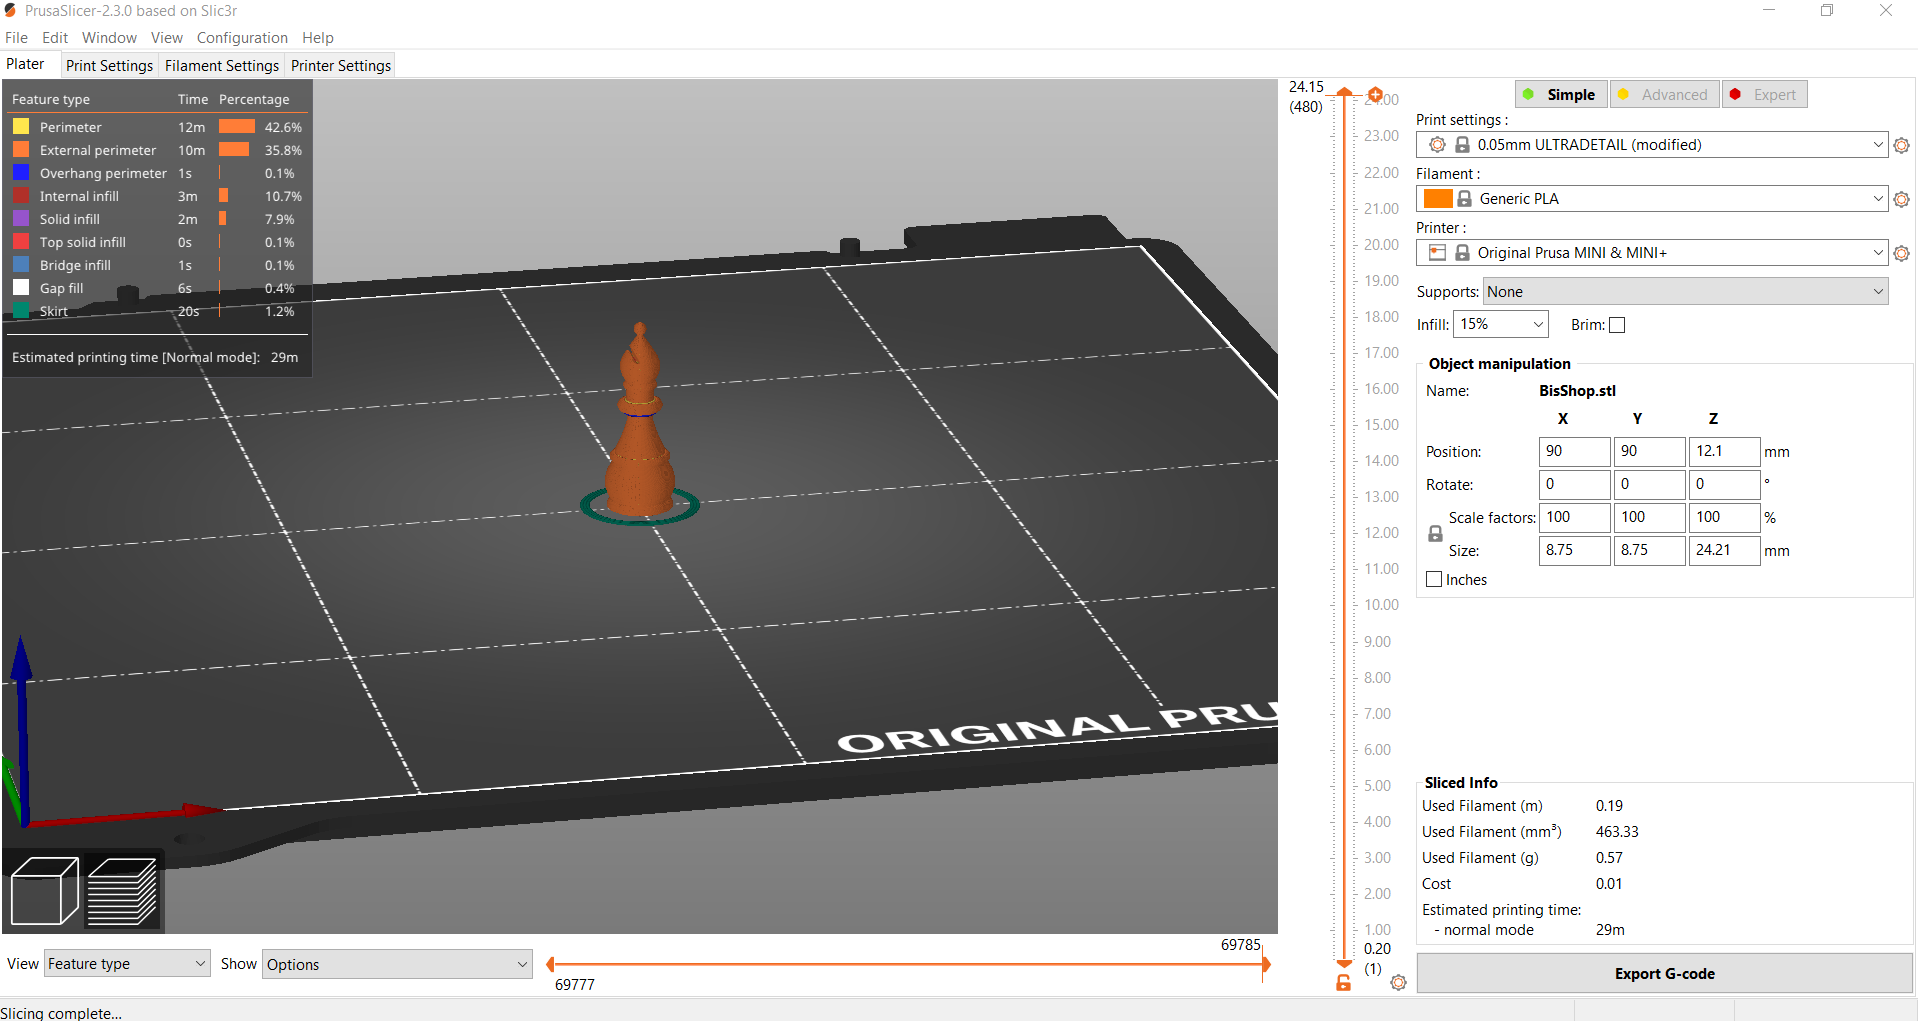 PrusaSlicer-2.3.0 based on Slic3r
File Edit Window View Configuration Help
Plater Print Settings Filament Settings Printer Settings
Feature type Time Percentage
Perimeter 12m 42.6%
External perimeter 10m 35.8%
Overhang perimeter 1s 0.1%
Internal infill 3m 10.7%
Solid infill 2m 7.9%
Top solid infill 0s 0.1%
Bridge infill 1s 0.1%
Gap fill 6s 0.4%
Skirt 20s 1.2%
Estimated printing time [Normal mode]: 29m
ORIGINAL PRU
24.15
(480)
24.00
23.00
22.00
21.00
20.00
19.00
18.00
17.00
16.00
15.00
14.00
13.00
12.00
11.00
10.00
9.00
8.00
7.00
6.00
5.00
4.00
3.00
2.00
1.00
0.20
(1)
Simple Advanced Expert
Print settings :
0.05mm ULTRADETAIL (modified)
Filament :
Generic PLA
Printer :
Original Prusa MINI & MINI+
Supports: None
Infill: 15% Brim:
Object manipulation
Name: BisShop.stl
X Y Z
Position: 90 90 12.1 mm
Rotate: 0 0 0 °
Scale factors: 100 100 100 %
Size: 8.75 8.75 24.21 mm
Inches
Sliced Info
Used Filament (m) 0.19
Used Filament (mm³) 463.33
Used Filament (g) 0.57
Cost 0.01
Estimated printing time:
- normal mode 29m
Export G-code
View Feature type Show Options
69785
69777
Slicing complete...